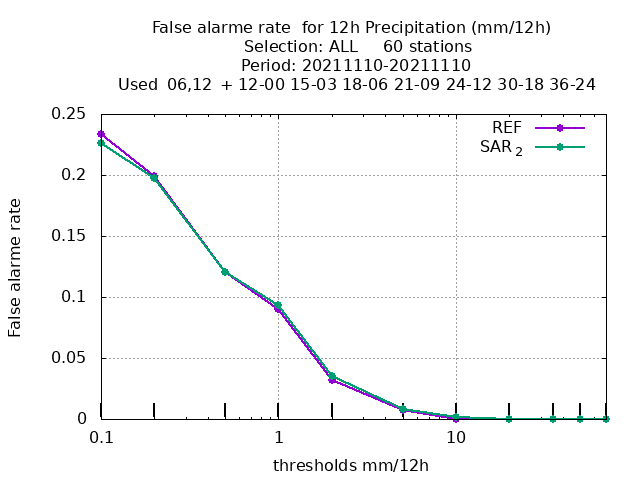 False alarme rate  for 12h Precipitation (mm/12h)
Selection: ALL     60 stations
Period: 20211110-20211110
Used  06,12  + 12-00 15-03 18-06 21-09 24-12 30-18 36-24
REF
SAR 2
0.25
0.2
0.15
0.1
0.05
0
False alarme rate
0.1 1 10
thresholds mm/12h